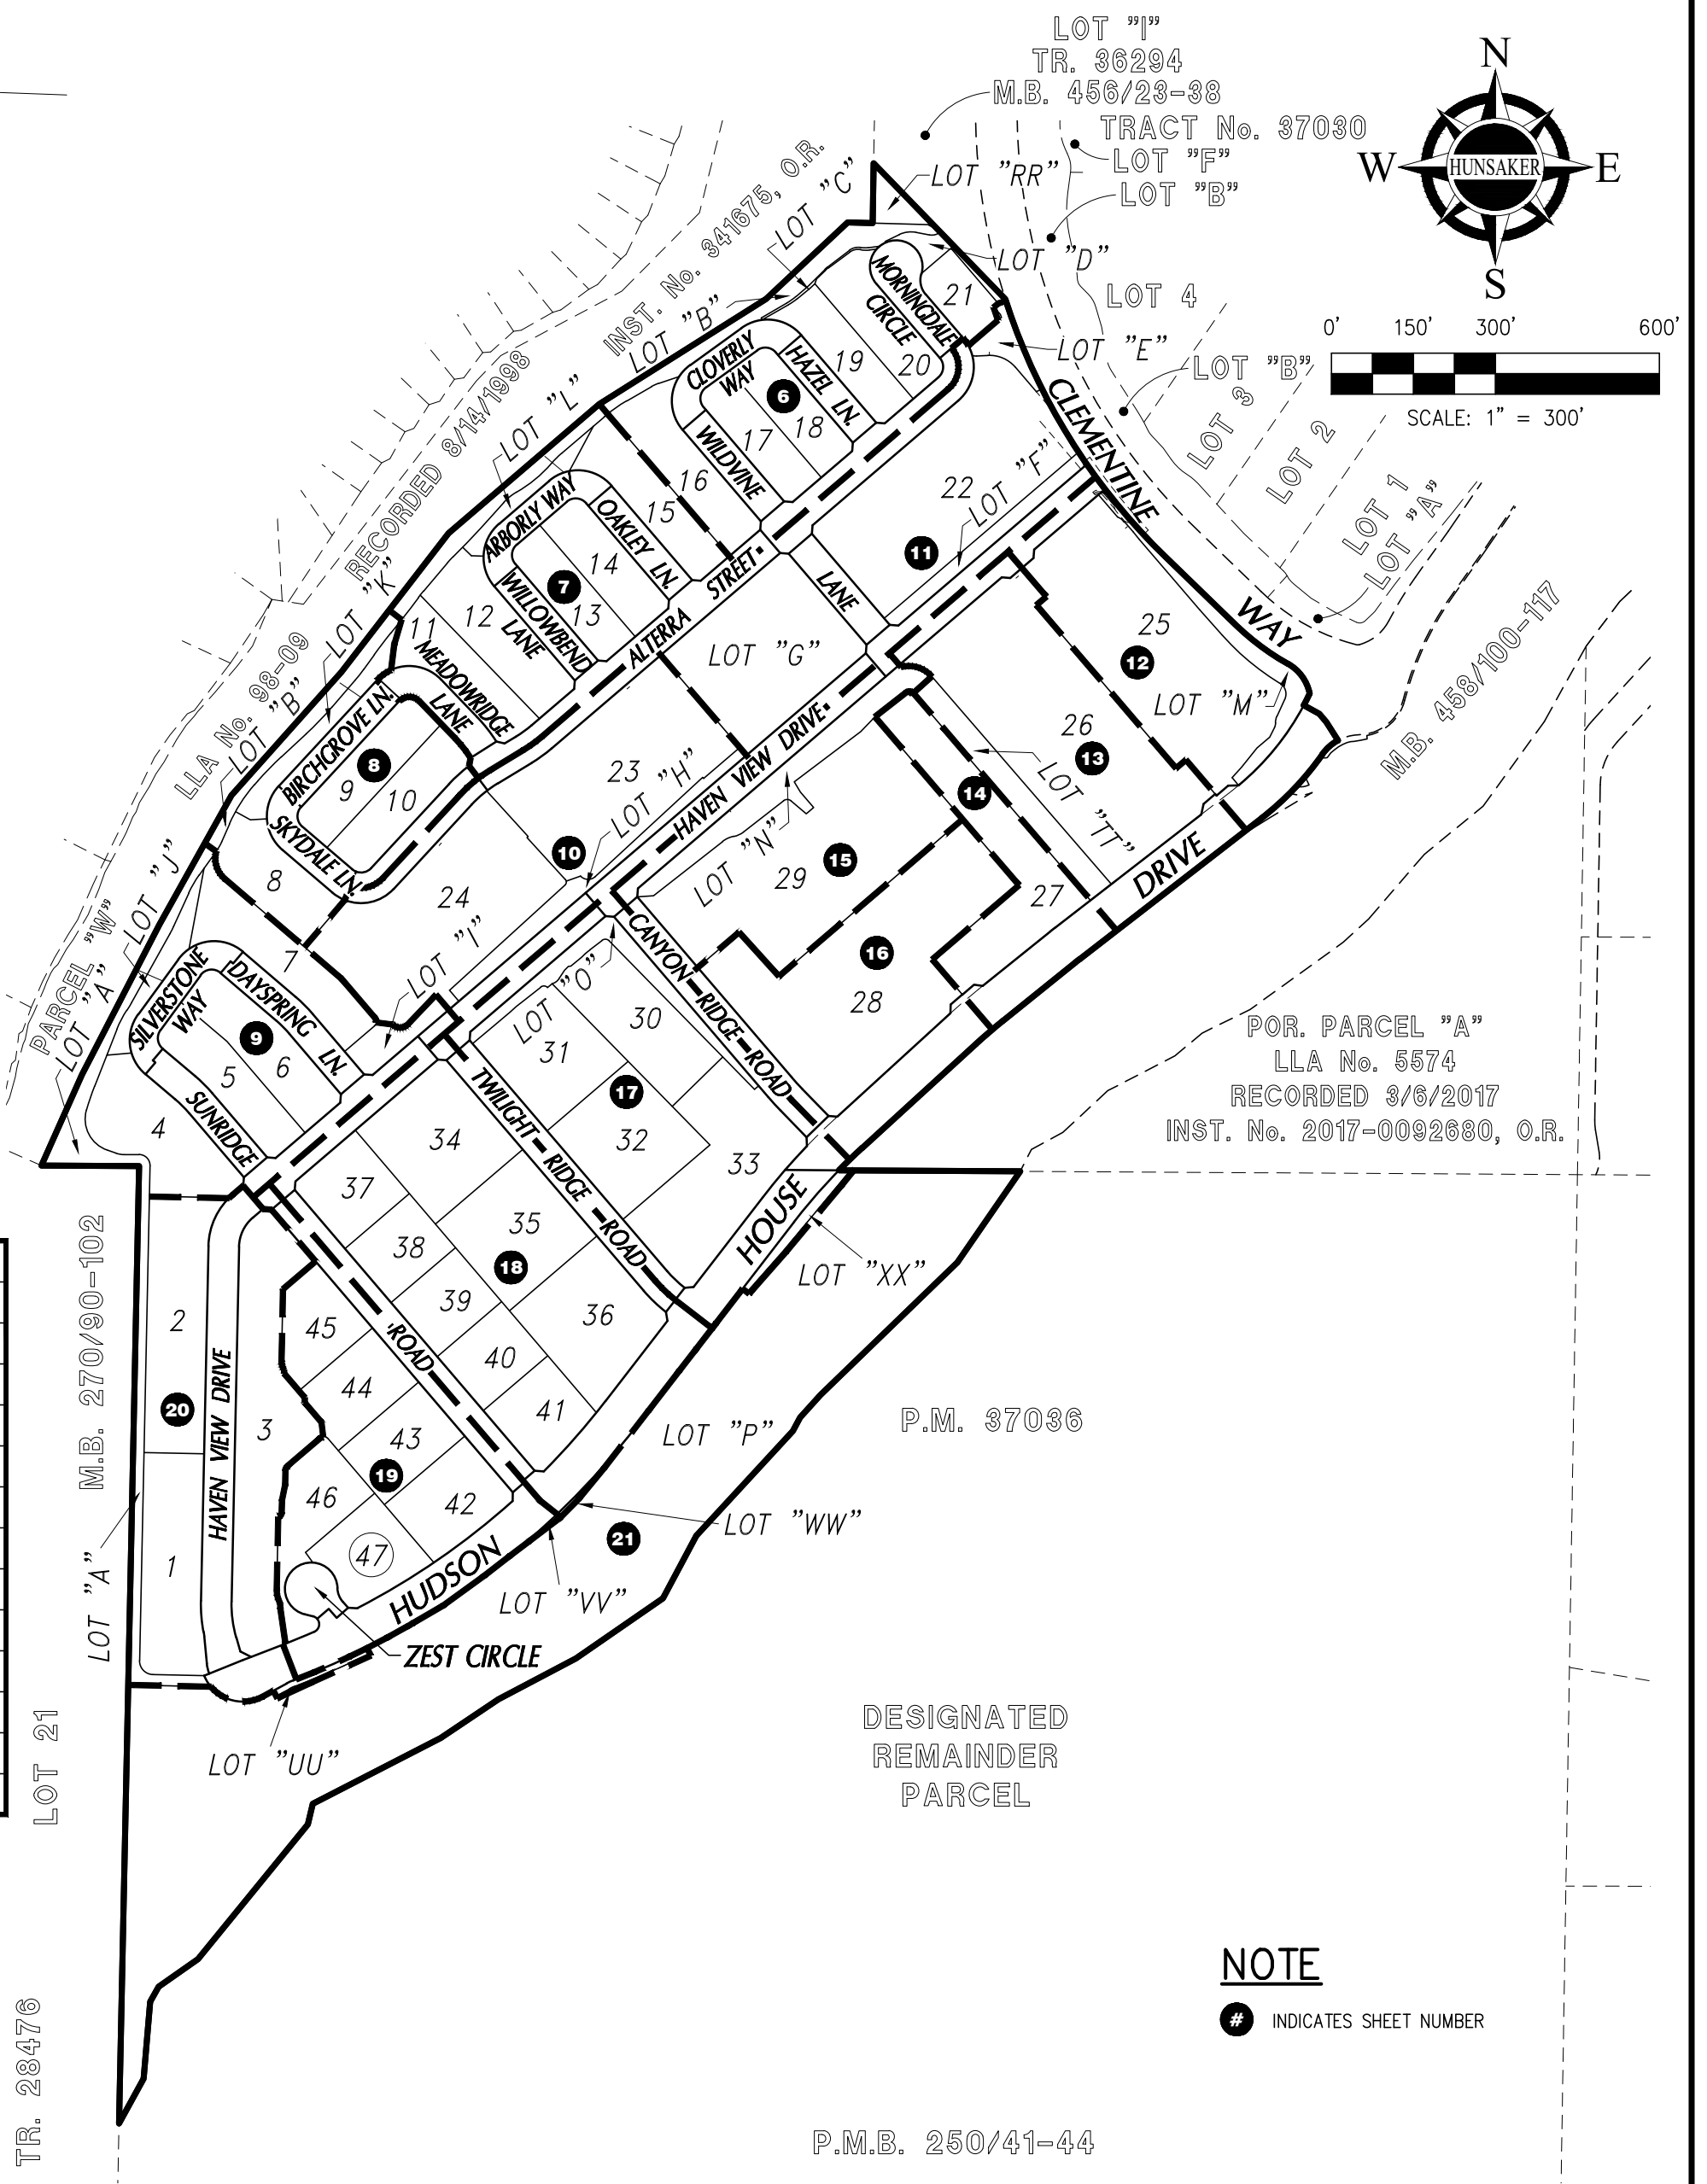 LOT "I"
TR. 36294
M.B. 456/23-38
TRACT No. 37030
LOT "F"
LOT "B"
N
W
HUNSAKER
E
S
0' 150' 300' 600'
SCALE: 1" = 300'
LOT "RR"
LOT "C"
INST. No. 341675, O.R.
LOT "D"
MORNINGDALE
CIRCLE
21
LOT 4
LOT "E"
LOT "B"
LOT 3
LOT 2
LOT 1
LOT "A"
LOT "B"
CLOVERLY
WAY
HAZEL LN.
19
20
6
17
18
WILDVINE
16
CLEMENTINE
WAY
RECORDED 8/14/1998
LOT "L"
ARBORLY WAY
OAKLEY LN.
15
14
7
13
WILLOWBEND
LANE
12
22
LOT "F"
11
LANE
ALTERRA STREET
LOT "G"
25
12
LOT "M"
26
13
M.B. 458/100-117
LOT "K"
11
MEADOWRIDGE
LANE
LLA No. 98-09
LOT "B"
BIRCHGROVE LN.
8
9
10
SKYDALE LN.
23
LOT "H"
HAVEN VIEW DRIVE
10
14
LOT "TT"
LOT "N"
15
29
27
DRIVE
LOT "J"
8
24
LOT "I"
7
PARCEL "W"
LOT "A"
SILVERSTONE
WAY
DAYSPRING LN.
9
5
6
SUNRIDGE
4
CANYON RIDGE ROAD
16
28
LOT "O"
30
31
17
32
33
TWILIGHT RIDGE ROAD
POR. PARCEL "A"
LLA No. 5574
RECORDED 3/6/2017
INST. No. 2017-0092680, O.R.
34
37
35
38
18
39
36
40
41
HOUSE
LOT "XX"
M.B. 270/90-102
2
20
HAVEN VIEW DRIVE
3
1
45
ROAD
44
43
19
46
42
47
LOT "P"
P.M. 37036
LOT "WW"
21
LOT "VV"
HUDSON
ZEST CIRCLE
LOT "A"
LOT "UU"
LOT 21
DESIGNATED
REMAINDER
PARCEL
NOTE
# INDICATES SHEET NUMBER
TR. 28476
P.M.B. 250/41-44